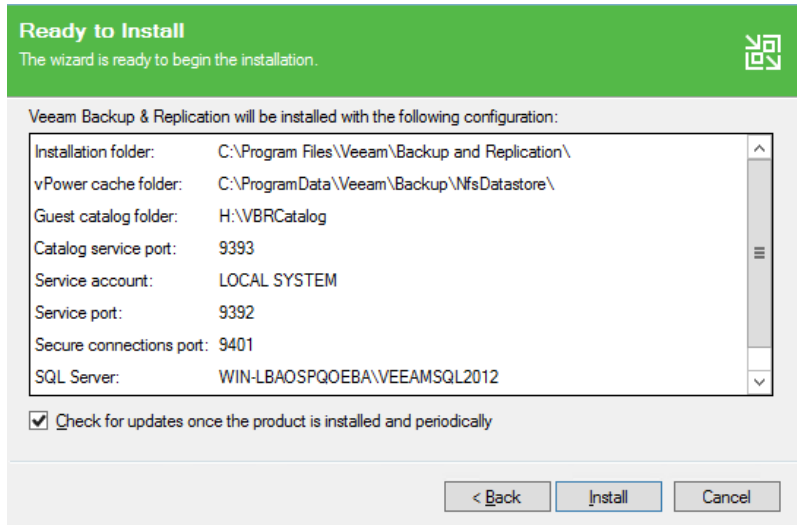 Ready to Install
The wizard is ready to begin the installation.
Veeam Backup & Replication will be installed with the following configuration:
Installation folder: C:\Program Files\Veeam\Backup and Replication\
vPower cache folder: C:\ProgramData\Veeam\Backup\NfsDatastore\
Guest catalog folder: H:\VBRCatalog
Catalog service port: 9393
Service account: LOCAL SYSTEM
Service port: 9392
Secure connections port: 9401
SQL Server: WIN-LBAOSPQOEBA\VEEAMSQL2012
Check for updates once the product is installed and periodically
< Back Install Cancel